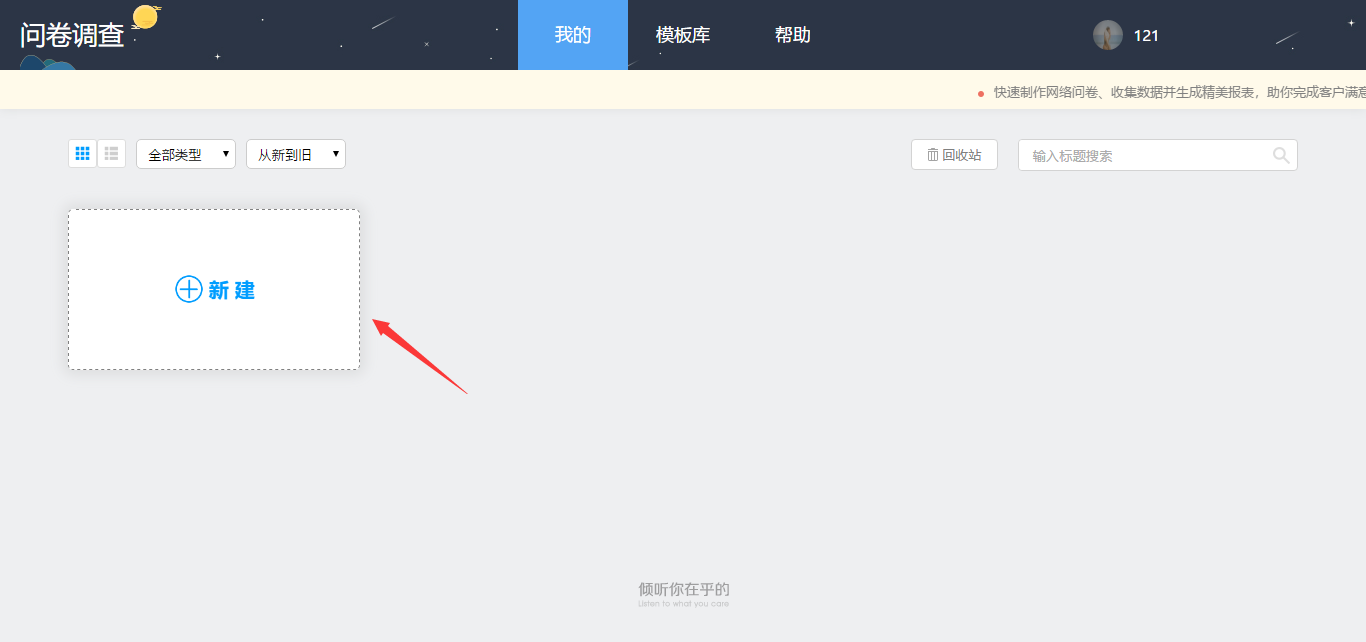 问卷调查
我的
模板库
帮助
121
快速制作网络问卷、收集数据并生成精美报表，助你完成客户满意
全部类型
从新到旧
回收站
输入标题搜索
新 建
倾听你在乎的
Listen to what you care